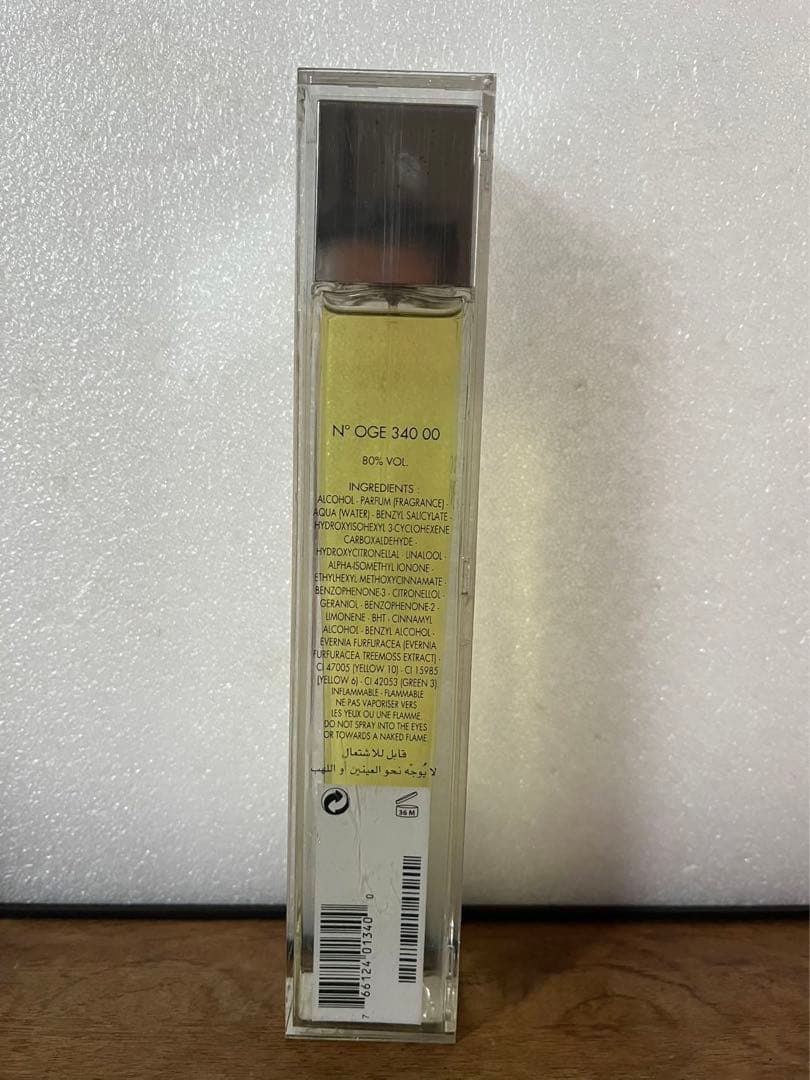 N° OGE 340 00
80% VOL.
INGREDIENTS :
ALCOHOL - PARFUM (FRAGRANCE) -
AQUA (WATER) - BENZYL SALICYLATE -
HYDROXYISOHEXYL 3-CYCLOHEXENE
CARBOXALDEHYDE -
HYDROXYCITRONELLAL - LINALOOL -
ALPHA-ISOMETHYL IONONE -
ETHYLHEXYL METHOXYCINNAMATE -
BENZOPHENONE-3 - CITRONELLOL -
GERANIOL - BENZOPHENONE-2 -
LIMONENE - BHT - CINNAMYL
ALCOHOL - BENZYL ALCOHOL -
EVERNIA FURFURACEA (EVERNIA
FURFURACEA TREEMOSS EXTRACT) -
CI 47005 (YELLOW 10) - CI 15985
(YELLOW 6) - CI 42053 (GREEN 3)
INFLAMMABLE - FLAMMABLE
NE PAS VAPORISER VERS
LES YEUX OU UNE FLAMME.
DO NOT SPRAY INTO THE EYES
OR TOWARDS A NAKED FLAME.
قابل للاشتعال
لا يُوجّه نحو العينين أو اللهب
36 M
7 66124 01340 0